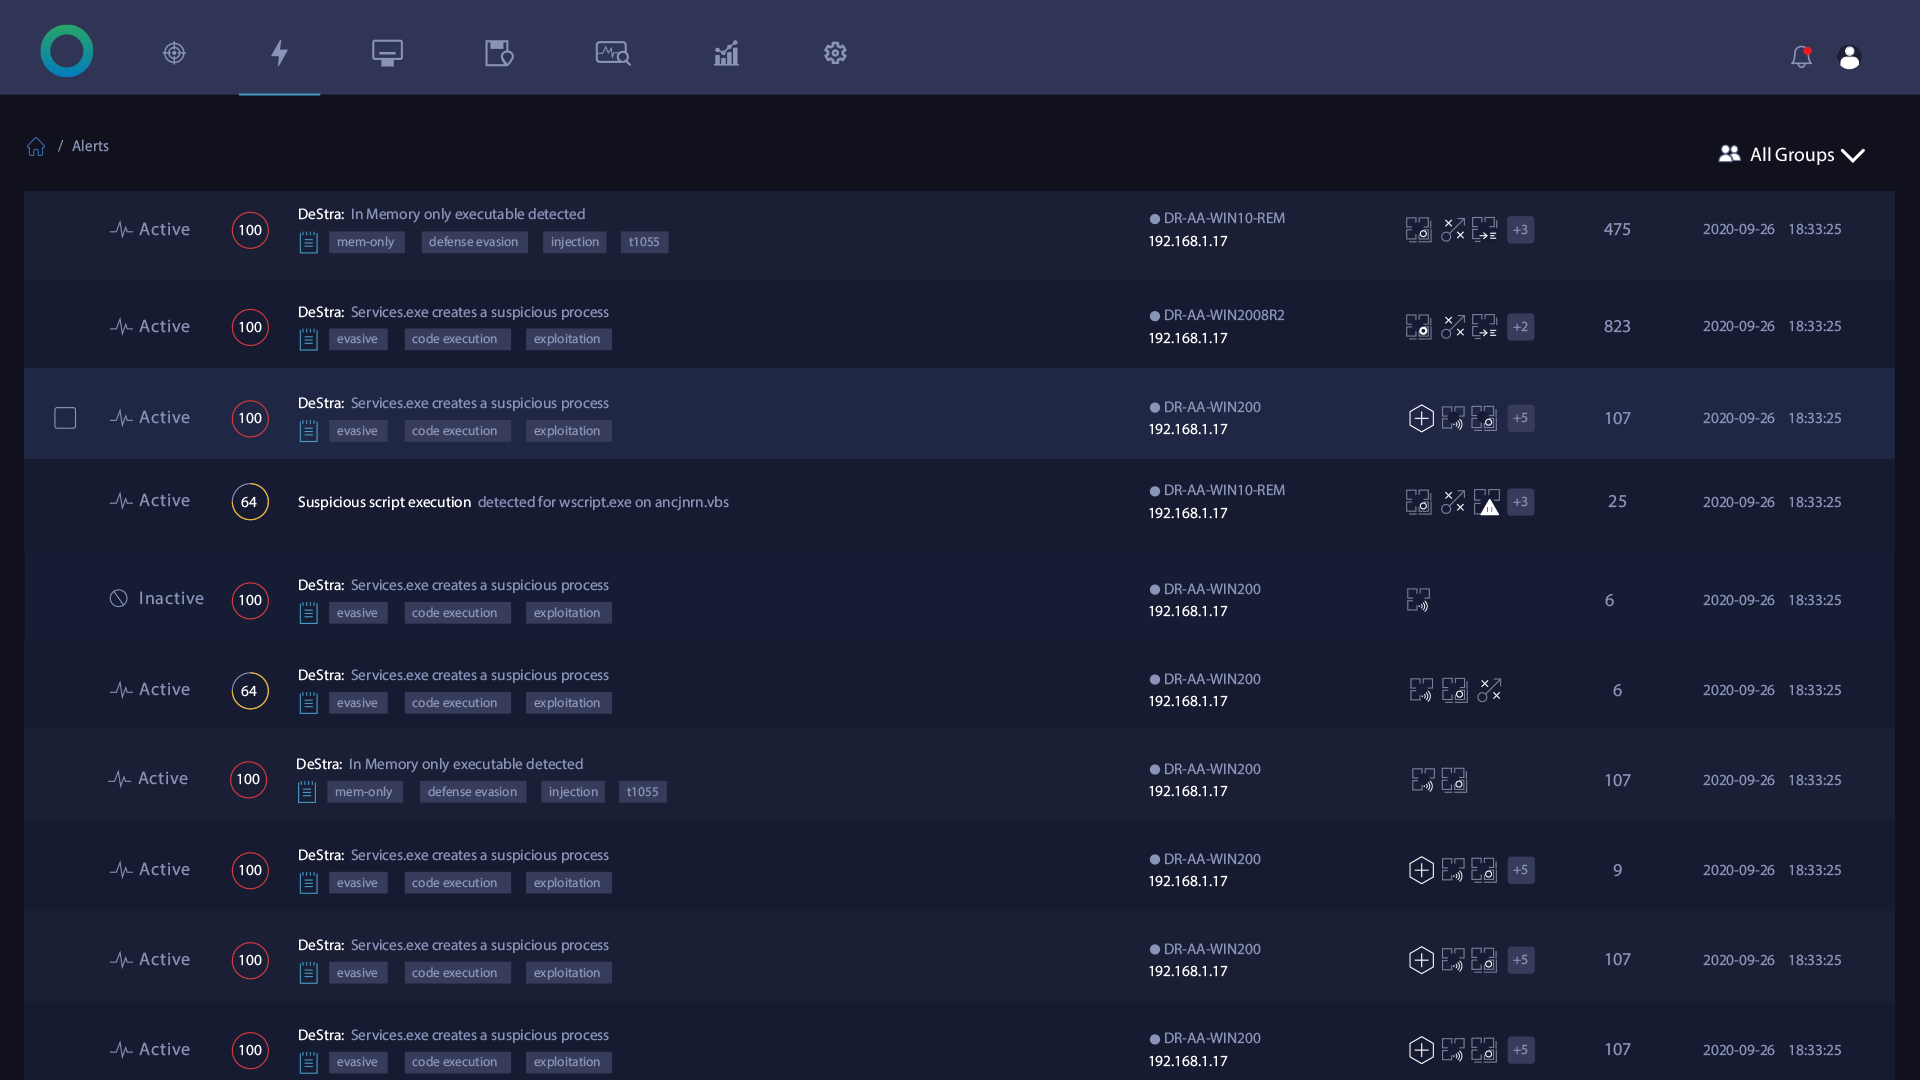 / Alerts
All Groups
Active 100 DeStra: In Memory only executable detected DR-AA-WIN10-REM +3 475 2020-09-26 18:33:25
mem-only defense evasion injection t1055 192.168.1.17
Active 100 DeStra: Services.exe creates a suspicious process DR-AA-WIN2008R2 +2 823 2020-09-26 18:33:25
evasive code execution exploitation 192.168.1.17
Active 100 DeStra: Services.exe creates a suspicious process DR-AA-WIN200 +5 107 2020-09-26 18:33:25
evasive code execution exploitation 192.168.1.17
Active 64 Suspicious script execution detected for wscript.exe on ancjnrn.vbs DR-AA-WIN10-REM +3 25 2020-09-26 18:33:25
192.168.1.17
Inactive 100 DeStra: Services.exe creates a suspicious process DR-AA-WIN200 6 2020-09-26 18:33:25
evasive code execution exploitation 192.168.1.17
Active 64 DeStra: Services.exe creates a suspicious process DR-AA-WIN200 6 2020-09-26 18:33:25
evasive code execution exploitation 192.168.1.17
Active 100 DeStra: In Memory only executable detected DR-AA-WIN200 107 2020-09-26 18:33:25
mem-only defense evasion injection t1055 192.168.1.17
Active 100 DeStra: Services.exe creates a suspicious process DR-AA-WIN200 +5 9 2020-09-26 18:33:25
evasive code execution exploitation 192.168.1.17
Active 100 DeStra: Services.exe creates a suspicious process DR-AA-WIN200 +5 107 2020-09-26 18:33:25
evasive code execution exploitation 192.168.1.17
Active 100 DeStra: Services.exe creates a suspicious process DR-AA-WIN200 +5 107 2020-09-26 18:33:25
evasive code execution exploitation 192.168.1.17